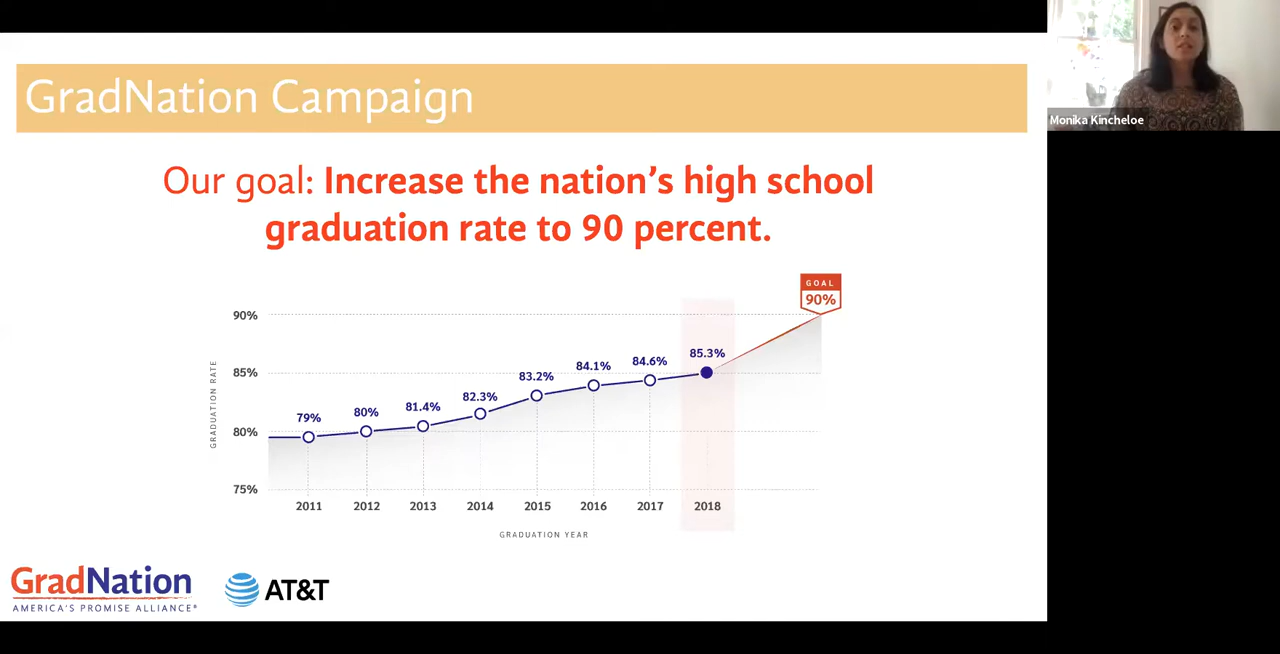 GradNation Campaign
Monika Kincheloe
Our goal: Increase the nation's high school
graduation rate to 90 percent.
GOAL
90%
90%
85%
80%
75%
GRADUATION RATE
79%
80%
81.4%
82.3%
83.2%
84.1%
84.6%
85.3%
2011 2012 2013 2014 2015 2016 2017 2018
GRADUATION YEAR
GradNation
AMERICA'S PROMISE ALLIANCE®
AT&T